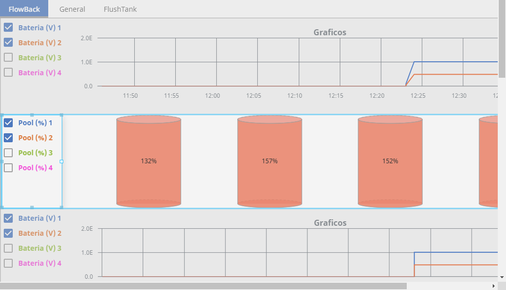 FlowBack General FlushTank
Graficos
Bateria (V) 1
Bateria (V) 2
Bateria (V) 3
Bateria (V) 4
2.0E
1.0E
0.0
11:50 11:55 12:00 12:05 12:10 12:15 12:20 12:25 12:30
Pool (%) 1
Pool (%) 2
Pool (%) 3
Pool (%) 4
132% 157% 152%
Graficos
Bateria (V) 1
Bateria (V) 2
Bateria (V) 3
Bateria (V) 4
2.0E
1.0E
0.0